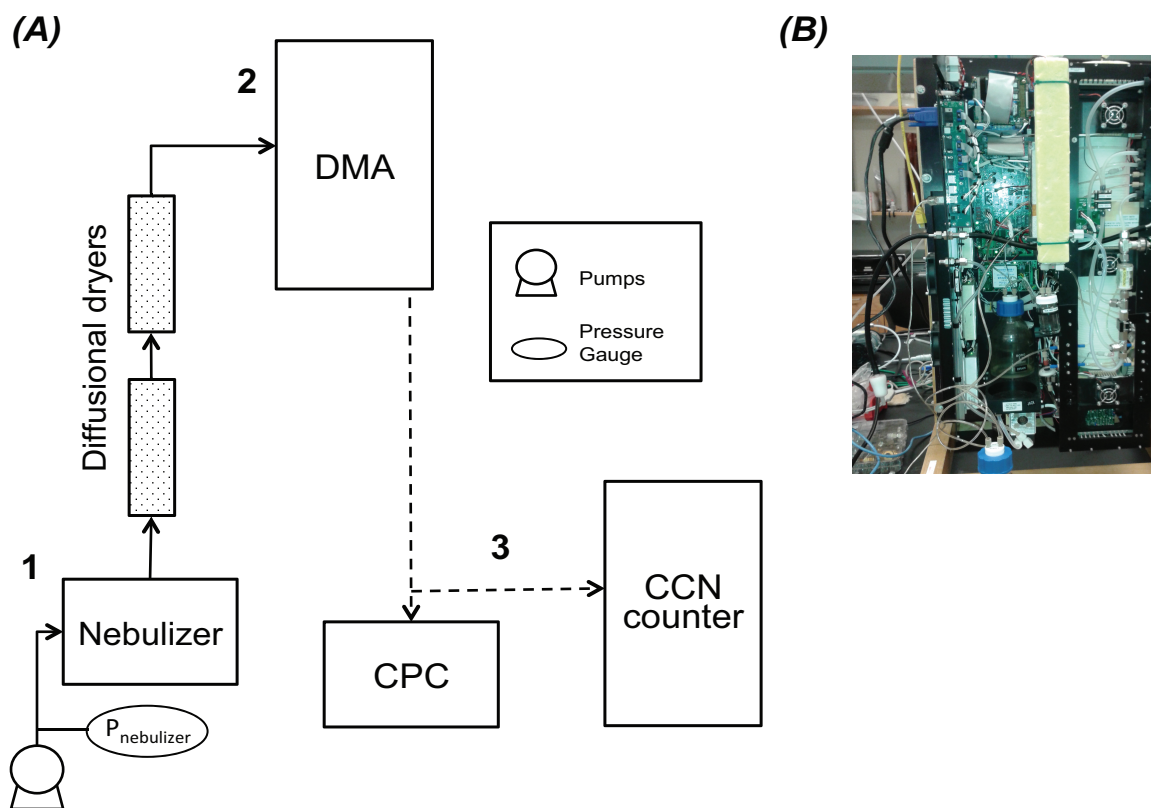 (A)
(B)
2
DMA
Diffusional dryers
Pumps
Pressure
Gauge
3
1
CCN
counter
Nebulizer
CPC
Pnebulizer